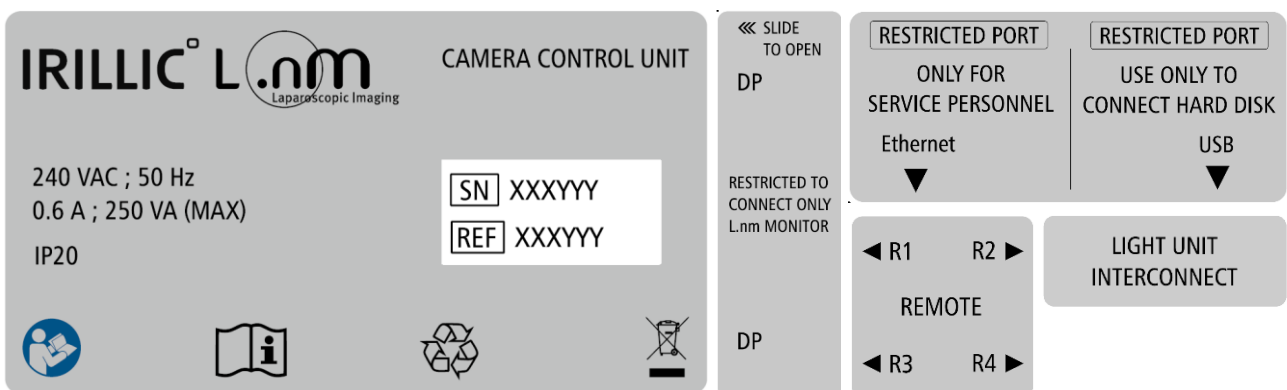 IRILLIC° L.nm
Laparoscopic Imaging
CAMERA CONTROL UNIT
240 VAC ; 50 Hz
0.6 A ; 250 VA (MAX)
IP20
SN XXXYYY
REF XXXYYY
⋘ SLIDE
TO OPEN
DP
RESTRICTED TO
CONNECT ONLY
L.nm MONITOR
DP
RESTRICTED PORT
ONLY FOR
SERVICE PERSONNEL
Ethernet
▼
RESTRICTED PORT
USE ONLY TO
CONNECT HARD DISK
USB
▼
◀ R1 R2 ▶
REMOTE
◀ R3 R4 ▶
LIGHT UNIT
INTERCONNECT